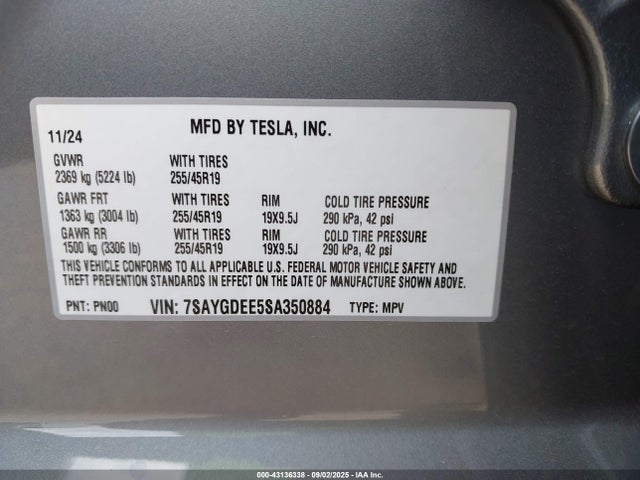 11/24 MFD BY TESLA, INC.
GVWR WITH TIRES
2369 kg (5224 lb) 255/45R19
GAWR FRT WITH TIRES RIM COLD TIRE PRESSURE
1363 kg (3004 lb) 255/45R19 19X9.5J 290 kPa, 42 psi
GAWR RR WITH TIRES RIM COLD TIRE PRESSURE
1500 kg (3306 lb) 255/45R19 19X9.5J 290 kPa, 42 psi
THIS VEHICLE CONFORMS TO ALL APPLICABLE U.S. FEDERAL MOTOR VEHICLE SAFETY AND
THEFT PREVENTION STANDARDS IN EFFECT ON THE DATE OF MANUFACTURE SHOWN ABOVE.
PNT: PN00 VIN: 7SAYGDEE5SA350884 TYPE: MPV
000-43136338 - 09/02/2025 - IAA Inc.